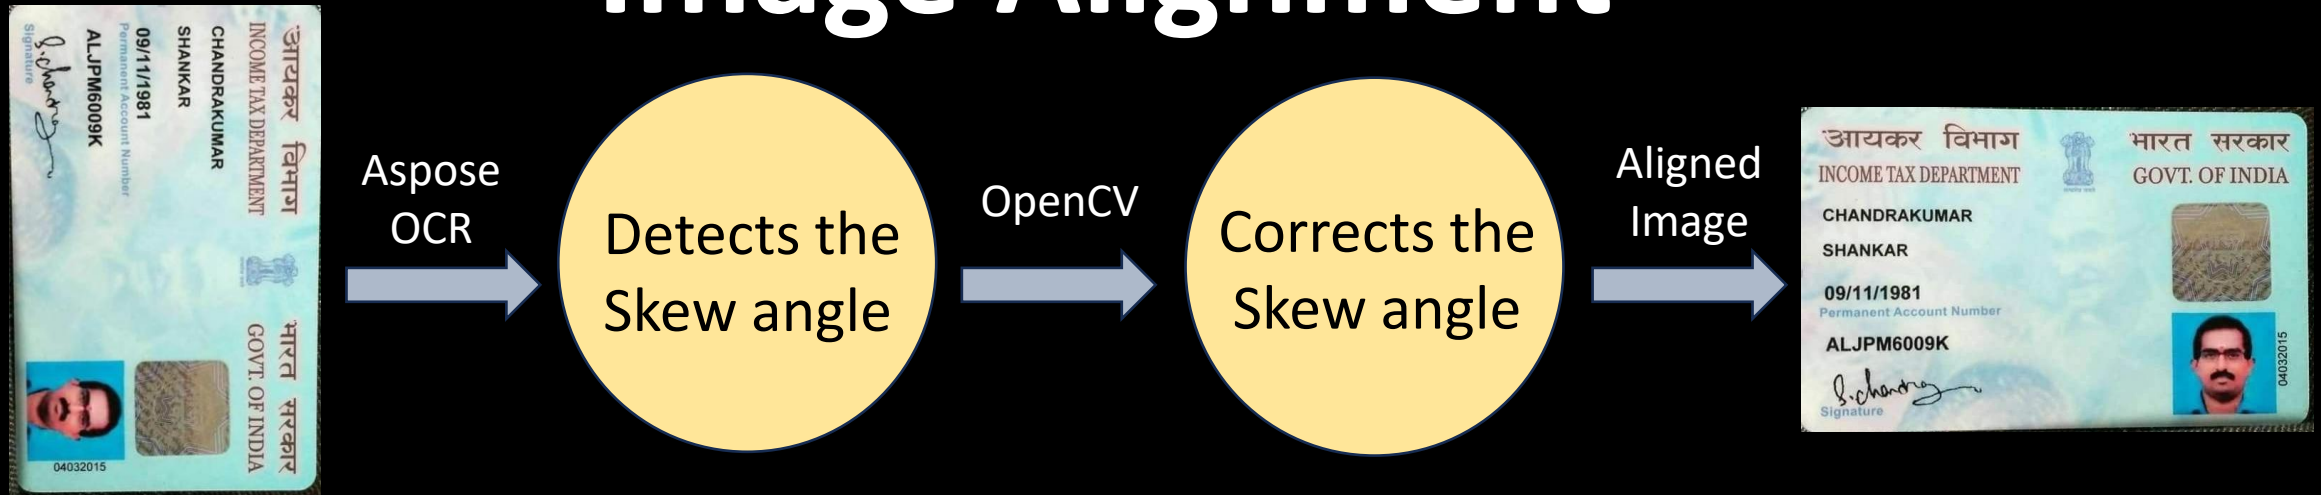 Image Alignment
आयकर विभाग
INCOME TAX DEPARTMENT
भारत सरकार
GOVT. OF INDIA
CHANDRAKUMAR
SHANKAR
09/11/1981
Permanent Account Number
ALJPM6009K
Signature
04032015
Aspose
OCR
Detects the
Skew angle
OpenCV
Corrects the
Skew angle
Aligned
Image
आयकर विभाग
INCOME TAX DEPARTMENT
भारत सरकार
GOVT. OF INDIA
CHANDRAKUMAR
SHANKAR
09/11/1981
Permanent Account Number
ALJPM6009K
S.chandra
Signature
04032015